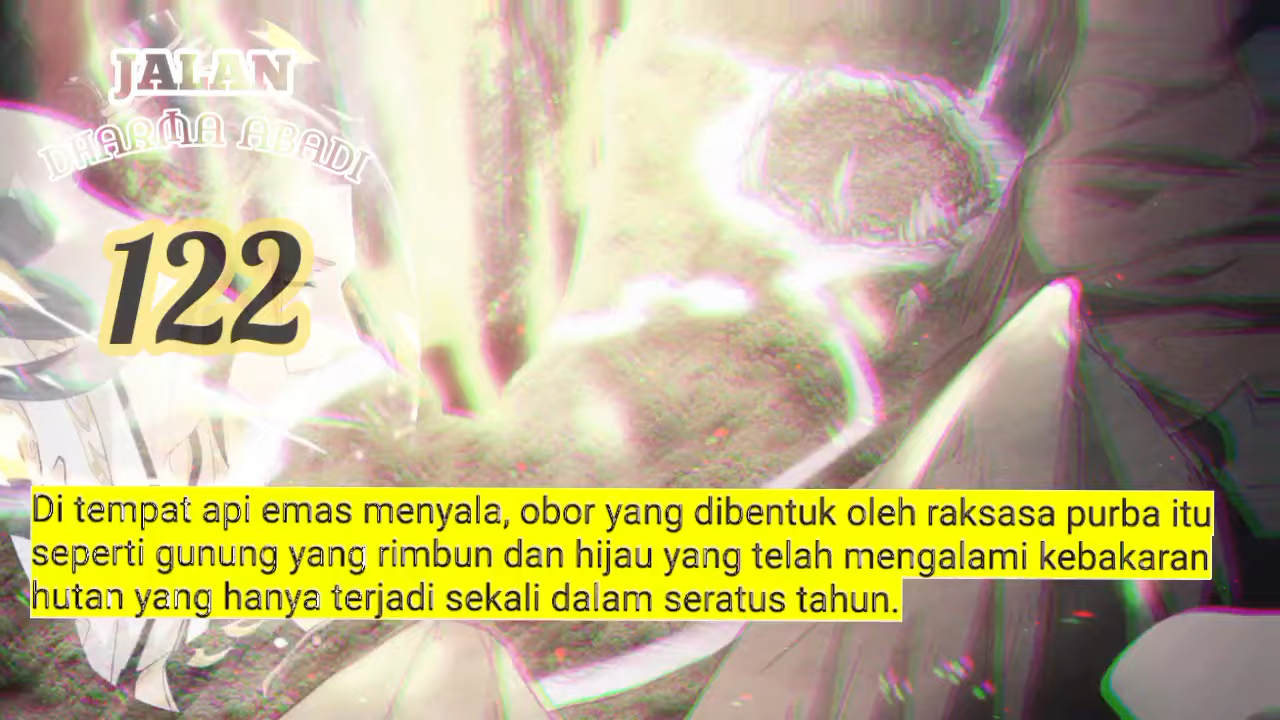 JALAN
DHARMA ABADI
122
Di tempat api emas menyala, obor yang dibentuk oleh raksasa purba itu
seperti gunung yang rimbun dan hijau yang telah mengalami kebakaran
hutan yang hanya terjadi sekali dalam seratus tahun.